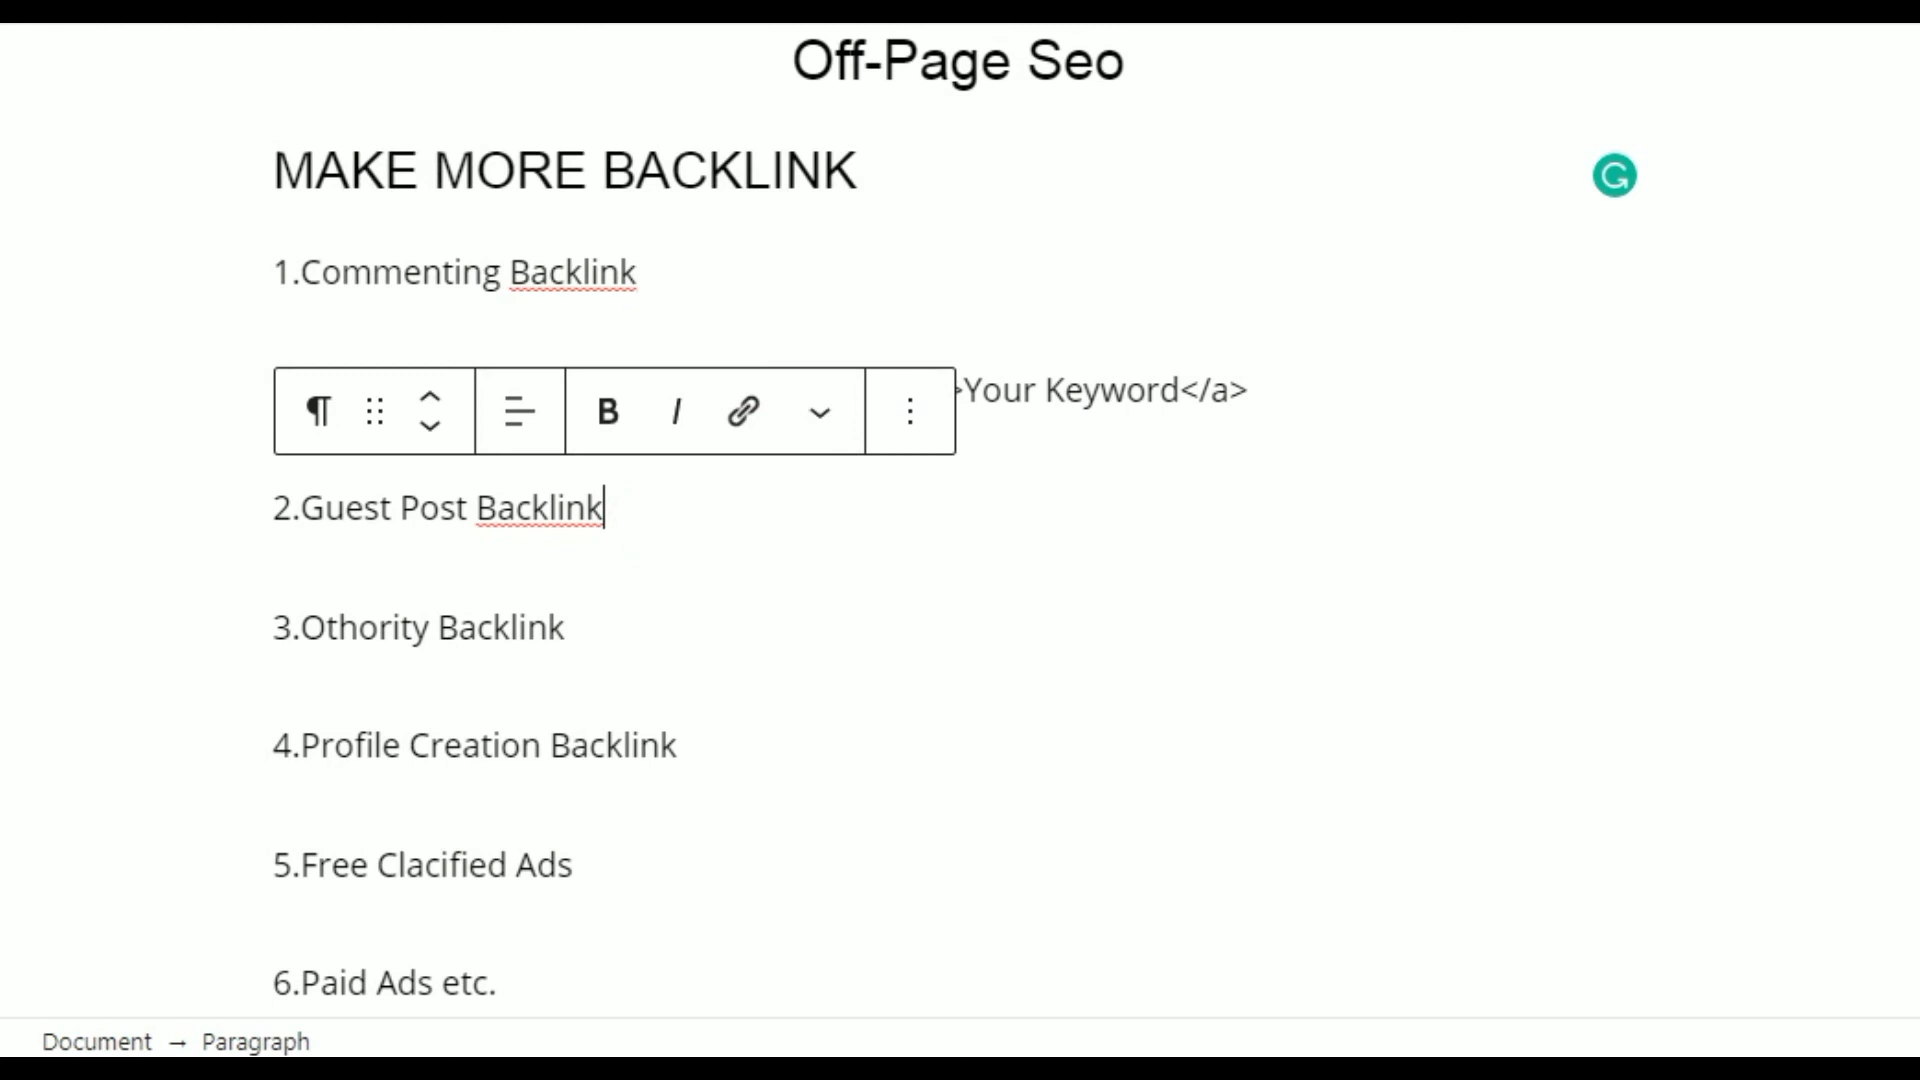 Off-Page Seo
MAKE MORE BACKLINK
1.Commenting Backlink
>Your Keyword</a>
B I
2.Guest Post Backlink
3.Othority Backlink
4.Profile Creation Backlink
5.Free Clacified Ads
6.Paid Ads etc.
Document → Paragraph